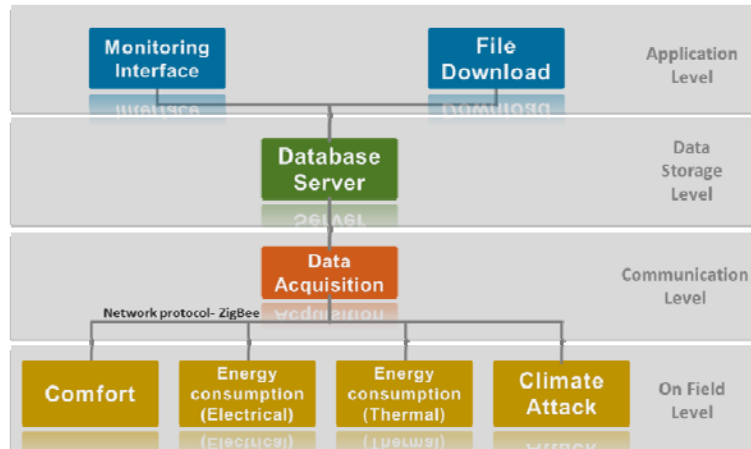 Monitoring
Interface
File
Download
Application
Level
Database
Server
Data
Storage
Level
Data
Acquisition
Communication
Level
Network protocol- ZigBee
Comfort
Energy
consumption
(Electrical)
Energy
consumption
(Thermal)
Climate
Attack
On Field
Level